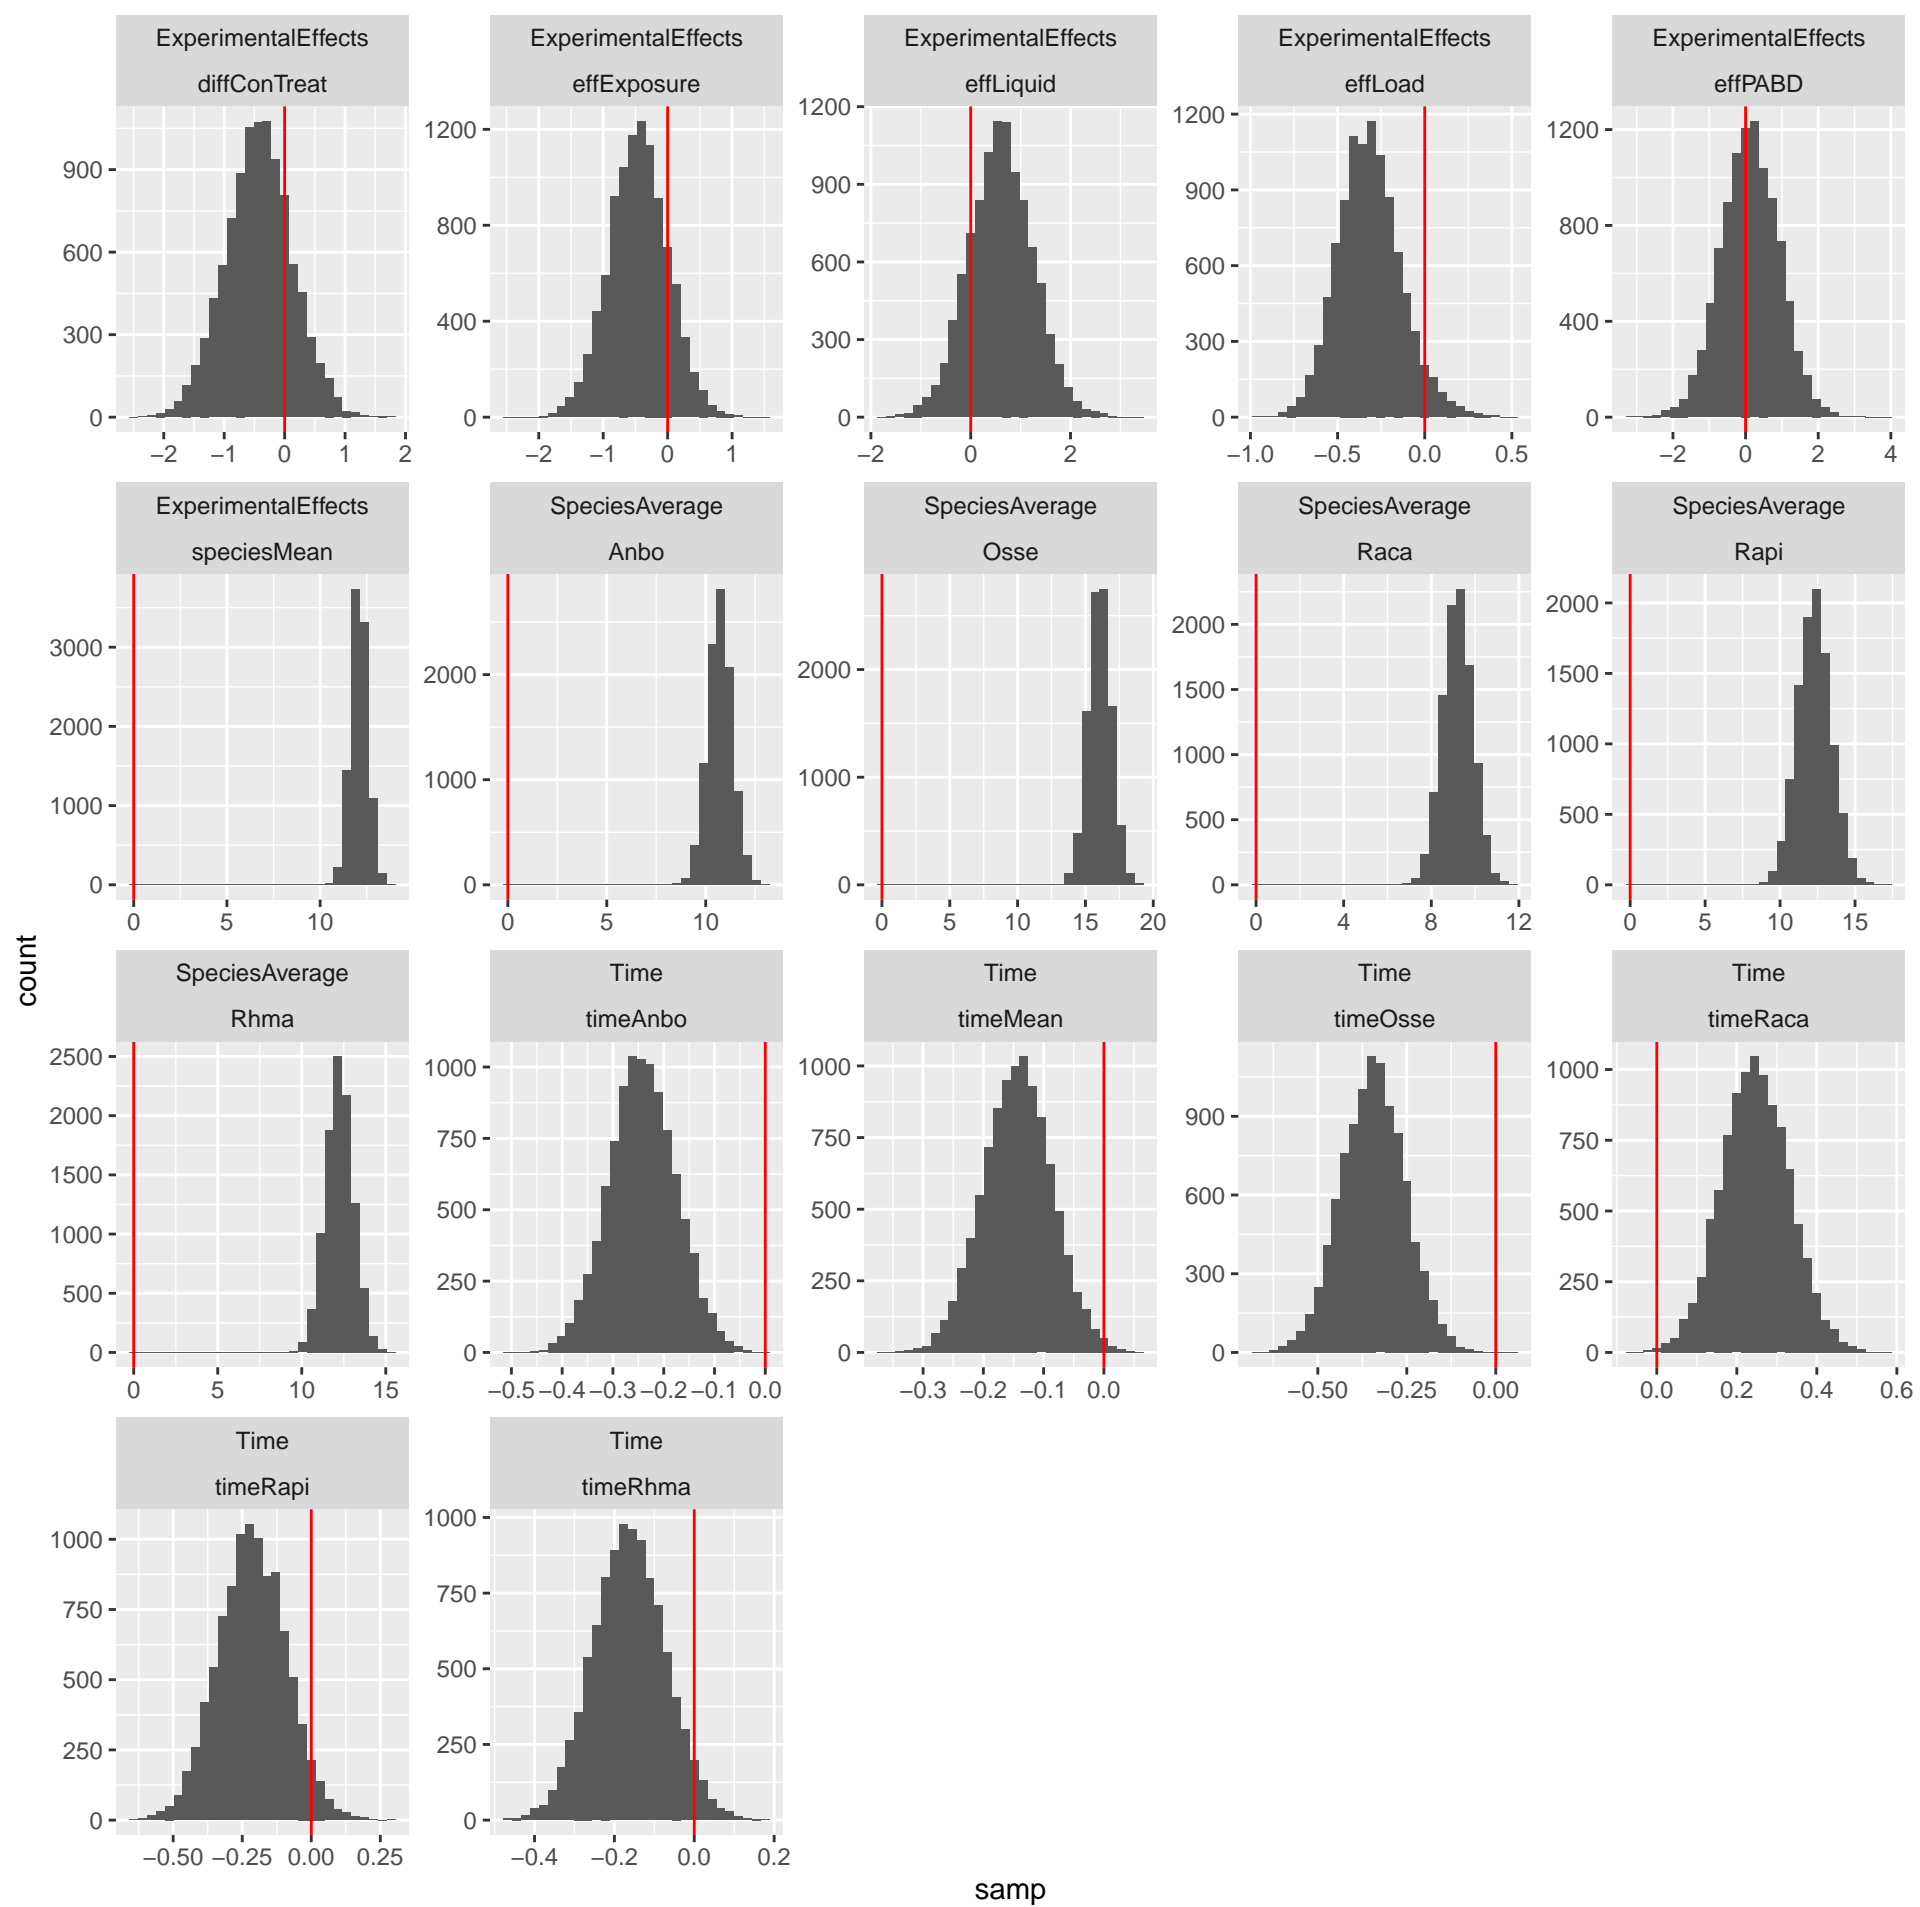 ExperimentalEffects ExperimentalEffects ExperimentalEffects ExperimentalEffects ExperimentalEffects
diffConTreat effExposure effLiquid effLoad effPABD
900 600 300 0
1200 800 400 0
1200 900 600 300 0
1200 900 600 300 0
1200 800 400 0
−2 −1 0 1 2
−2 −1 0 1
−2 0 2
−1.0 −0.5 0.0 0.5
−2 0 2 4
ExperimentalEffects SpeciesAverage SpeciesAverage SpeciesAverage SpeciesAverage
speciesMean Anbo Osse Raca Rapi
3000 2000 1000 0
2000 1000 0
2000 1000 0
2000 1500 1000 500 0
2000 1500 1000 500 0
0 5 10
0 5 10
0 5 10 15 20
0 4 8 12
0 5 10 15
count
SpeciesAverage Time Time Time Time
Rhma timeAnbo timeMean timeOsse timeRaca
2500 2000 1500 1000 500 0
1000 750 500 250 0
1000 750 500 250 0
900 600 300 0
1000 750 500 250 0
0 5 10 15
−0.5 −0.4 −0.3 −0.2 −0.1 0.0
−0.3 −0.2 −0.1 0.0
−0.50 −0.25 0.00
0.0 0.2 0.4 0.6
Time Time
timeRapi timeRhma
1000 750 500 250 0
1000 750 500 250 0
−0.50 −0.25 0.00 0.25
−0.4 −0.2 0.0 0.2
samp